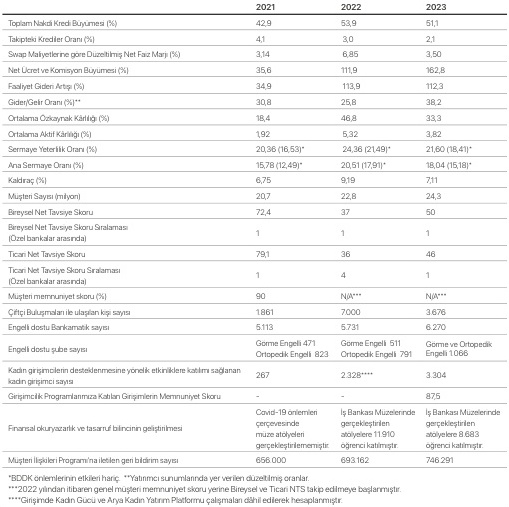 2021 2022 2023
Toplam Nakdi Kredi Büyümesi (%) 42,9 53,9 51,1
Takipteki Krediler Oranı (%) 4,1 3,0 2,1
Swap Maliyetlerine göre Düzeltilmiş Net Faiz Marjı (%) 3,14 6,85 3,50
Net Ücret ve Komisyon Büyümesi (%) 35,6 111,9 162,8
Faaliyet Gideri Artışı (%) 34,9 113,9 112,3
Gider/Gelir Oranı (%)** 30,8 25,8 38,2
Ortalama Özkaynak Kârlılığı (%) 18,4 46,8 33,3
Ortalama Aktif Kârlılığı (%) 1,92 5,32 3,82
Sermaye Yeterlilik Oranı (%) 20,36 (16,53)* 24,36 (21,49)* 21,60 (18,41)*
Ana Sermaye Oranı (%) 15,78 (12,49)* 20,51 (17,91)* 18,04 (15,18)*
Kaldıraç (%) 6,75 9,19 7,11
Müşteri Sayısı (milyon) 20,7 22,8 24,3
Bireysel Net Tavsiye Skoru 72,4 37 50
Bireysel Net Tavsiye Skoru Sıralaması
(Özel bankalar arasında) 1 1 1
Ticari Net Tavsiye Skoru 79,1 36 46
Ticari Net Tavsiye Skoru Sıralaması
(Özel bankalar arasında) 1 4 1
Müşteri memnuniyet skoru (%) 90 N/A*** N/A***
Çiftçi Buluşmaları ile ulaşılan kişi sayısı 1.861 7.000 3.676
Engelli dostu Bankamatik sayısı 5.113 5.731 6.270
Engelli dostu şube sayısı Görme Engelli 471 Görme Engelli 511 Görme ve Ortopedik
Ortopedik Engelli 823 Ortopedik Engelli 791 Engelli 1.066
Kadın girişimcilerin desteklenmesine yönelik etkinliklere katılımı sağlanan
kadın girişimci sayısı 267 2.328**** 3.304
Girişimcilik Programlarımıza Katılan Girişimlerin Memnuniyet Skoru - - 87,5
Finansal okuryazarlık ve tasarruf bilincinin geliştirilmesi
Covid-19 önlemleri İş Bankası Müzelerinde İş Bankası Müzelerinde
çerçevesinde gerçekleştirilen gerçekleştirilen
müze atölyeleri atölyelere 11.910 atölyelere 8.683
gerçekleştirilememiştir. öğrenci katılmıştır. öğrenci katılmıştır.
Müşteri İlişkileri Programı'na iletilen geri bildirim sayısı 656.000 693.162 746.291
*BDDK önlemlerinin etkileri hariç. **Yatırımcı sunumlarında yer verilen düzeltilmiş oranlar.
***2022 yılından itibaren genel müşteri memnuniyet skoru yerine Bireysel ve Ticari NTS takip edilmeye başlanmıştır.
****Girişimde Kadın Gücü ve Arya Kadın Yatırım Platformu çalışmaları dâhil edilerek hesaplanmıştır.